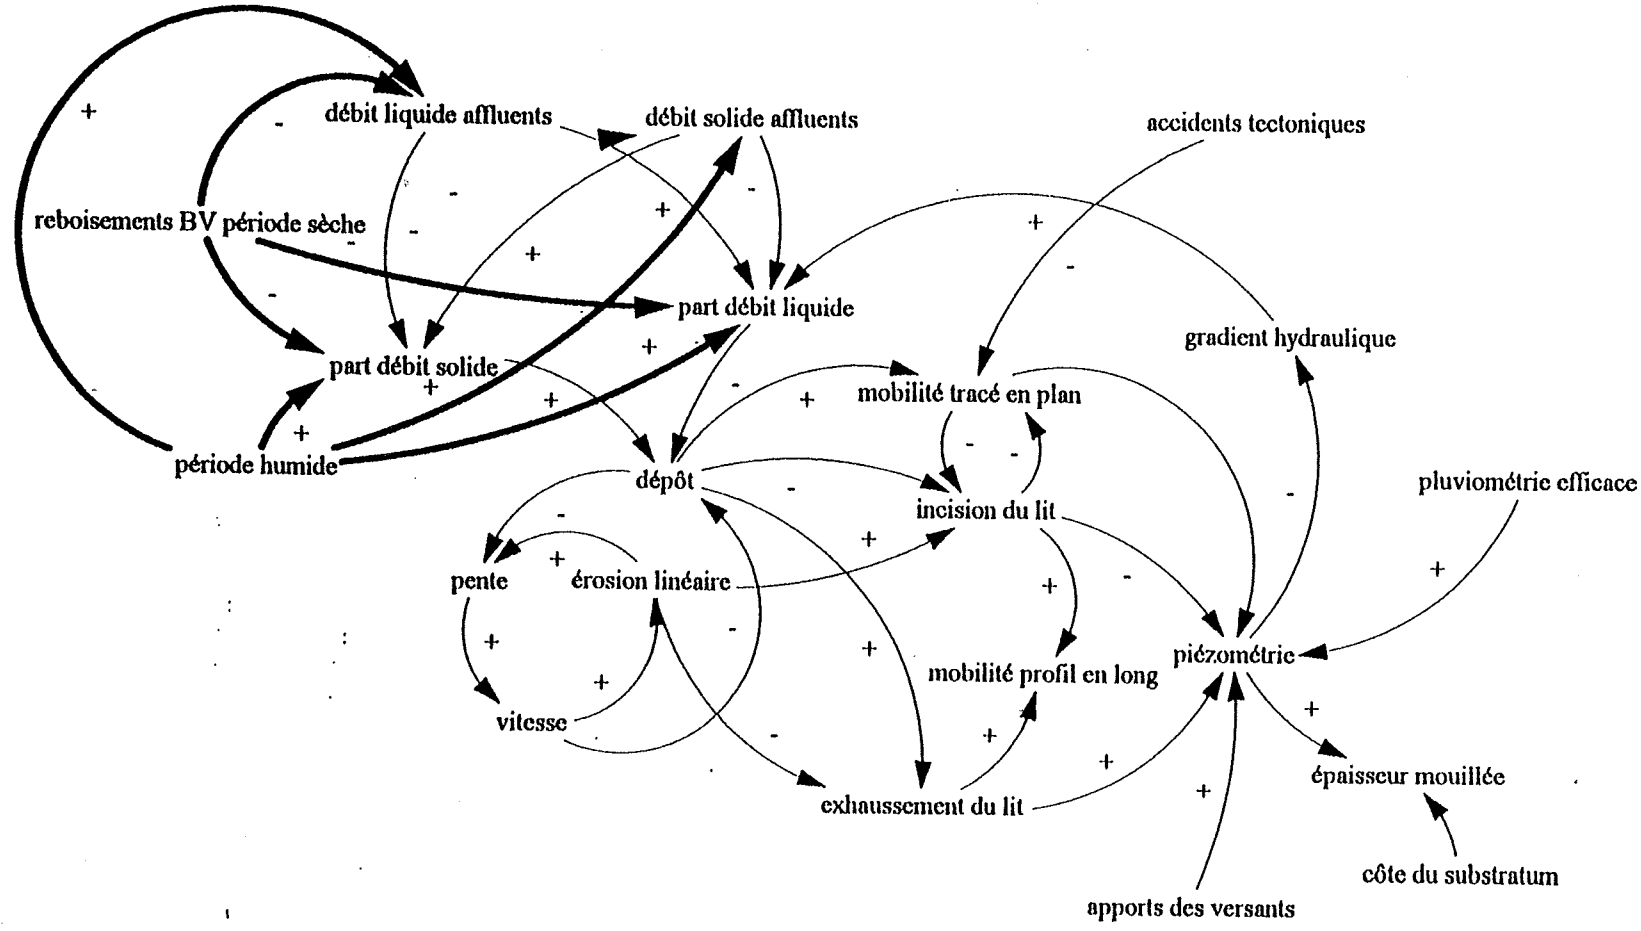 débit liquide affluents
débit solide affluents
accidents tectoniques
reboisements BV période sèche
part débit liquide
gradient hydraulique
part débit solide
mobilité tracé en plan
période humide
dépôt
pluviométrie efficace
incision du lit
pente
érosion linéaire
piézométrie
mobilité profil en long
vitesse
épaisseur mouillée
exhaussement du lit
côte du substratum
apports des versants